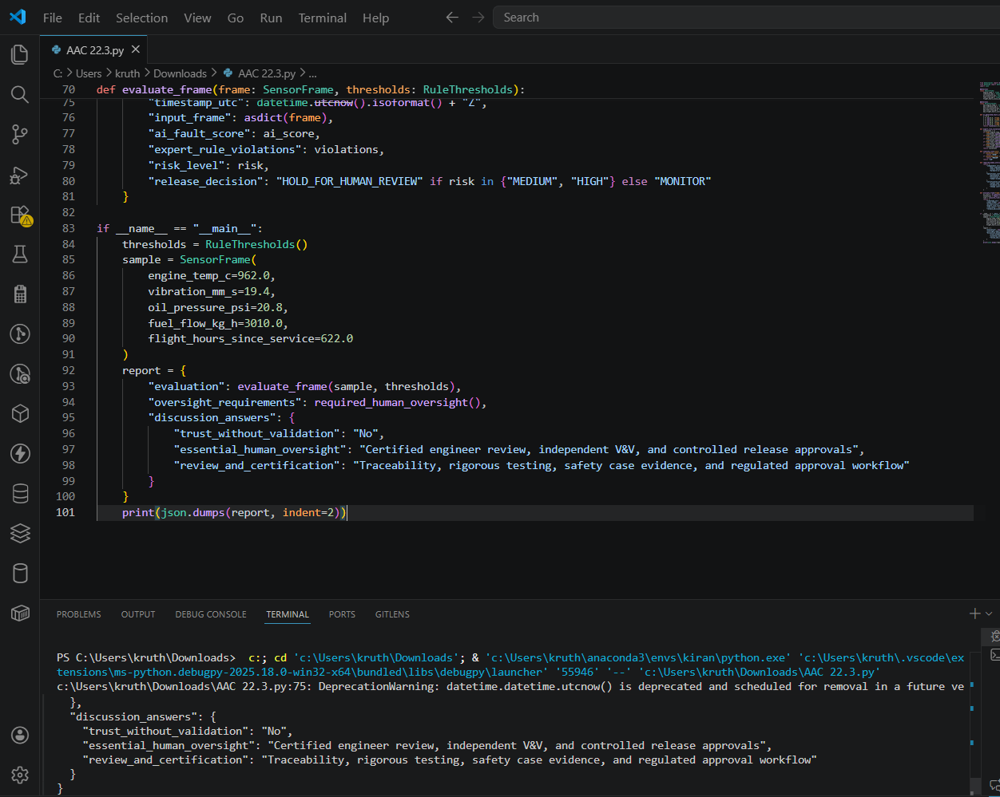 File Edit Selection View Go Run Terminal Help
Search
AAC 22.3.py
C: > Users > kruth > Downloads > AAC 22.3.py > ...
70 def evaluate_frame(frame: SensorFrame, thresholds: RuleThresholds):
75 "timestamp_utc": datetime.utcnow().isoformat() + "Z",
76 "input_frame": asdict(frame),
77 "ai_fault_score": ai_score,
78 "expert_rule_violations": violations,
79 "risk_level": risk,
80 "release_decision": "HOLD_FOR_HUMAN_REVIEW" if risk in {"MEDIUM", "HIGH"} else "MONITOR"
81 }
82
83 if __name__ == "__main__":
84 thresholds = RuleThresholds()
85 sample = SensorFrame(
86 engine_temp_c=962.0,
87 vibration_mm_s=19.4,
88 oil_pressure_psi=20.8,
89 fuel_flow_kg_h=3010.0,
90 flight_hours_since_service=622.0
91 )
92 report = {
93 "evaluation": evaluate_frame(sample, thresholds),
94 "oversight_requirements": required_human_oversight(),
95 "discussion_answers": {
96 "trust_without_validation": "No",
97 "essential_human_oversight": "Certified engineer review, independent V&V, and controlled release approvals",
98 "review_and_certification": "Traceability, rigorous testing, safety case evidence, and regulated approval workflow"
99 }
100 }
101 print(json.dumps(report, indent=2))
PROBLEMS OUTPUT DEBUG CONSOLE TERMINAL PORTS GITLENS
PS C:\Users\kruth\Downloads> c:; cd 'c:\Users\kruth\Downloads'; & 'c:\Users\kruth\anaconda3\envs\kiran\python.exe' 'c:\Users\kruth\.vscode\ex
tensions\ms-python.debugpy-2025.18.0-win32-x64\bundled\libs\debugpy\launcher' '55946' '--' 'c:\Users\kruth\Downloads\AAC 22.3.py'
c:\Users\kruth\Downloads\AAC 22.3.py:75: DeprecationWarning: datetime.datetime.utcnow() is deprecated and scheduled for removal in a future ve
},
"discussion_answers": {
"trust_without_validation": "No",
"essential_human_oversight": "Certified engineer review, independent V&V, and controlled release approvals",
"review_and_certification": "Traceability, rigorous testing, safety case evidence, and regulated approval workflow"
}
}